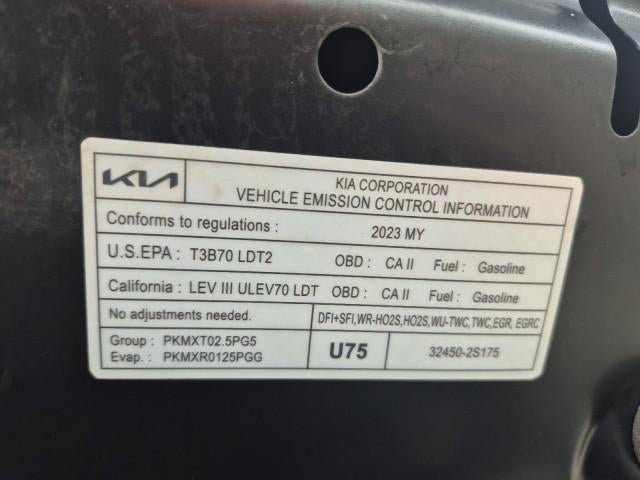 KIA
KIA CORPORATION
VEHICLE EMISSION CONTROL INFORMATION
Conforms to regulations : 2023 MY
U.S.EPA : T3B70 LDT2 OBD : CA II Fuel : Gasoline
California : LEV III ULEV70 LDT OBD : CA II Fuel : Gasoline
No adjustments needed. DFI+SFI,WR-HO2S,HO2S,WU-TWC,TWC,EGR, EGRC
Group : PKMXT02.5PG5
Evap. : PKMXR0125PGG
U75
32450-2S175